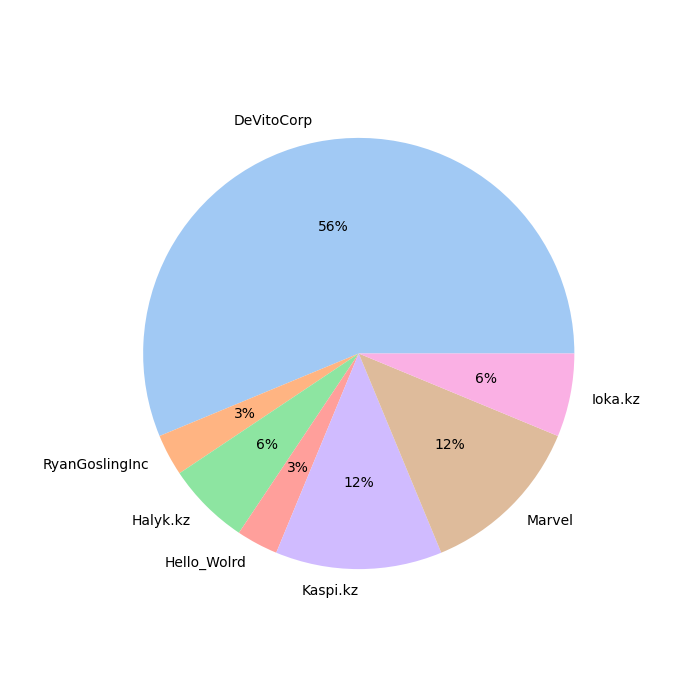 DeVitoCorp
56%
6%
Ioka.kz
3%
RyanGoslingInc
6%
12%
3%
12%
Halyk.kz
Marvel
Hello_Wolrd
Kaspi.kz